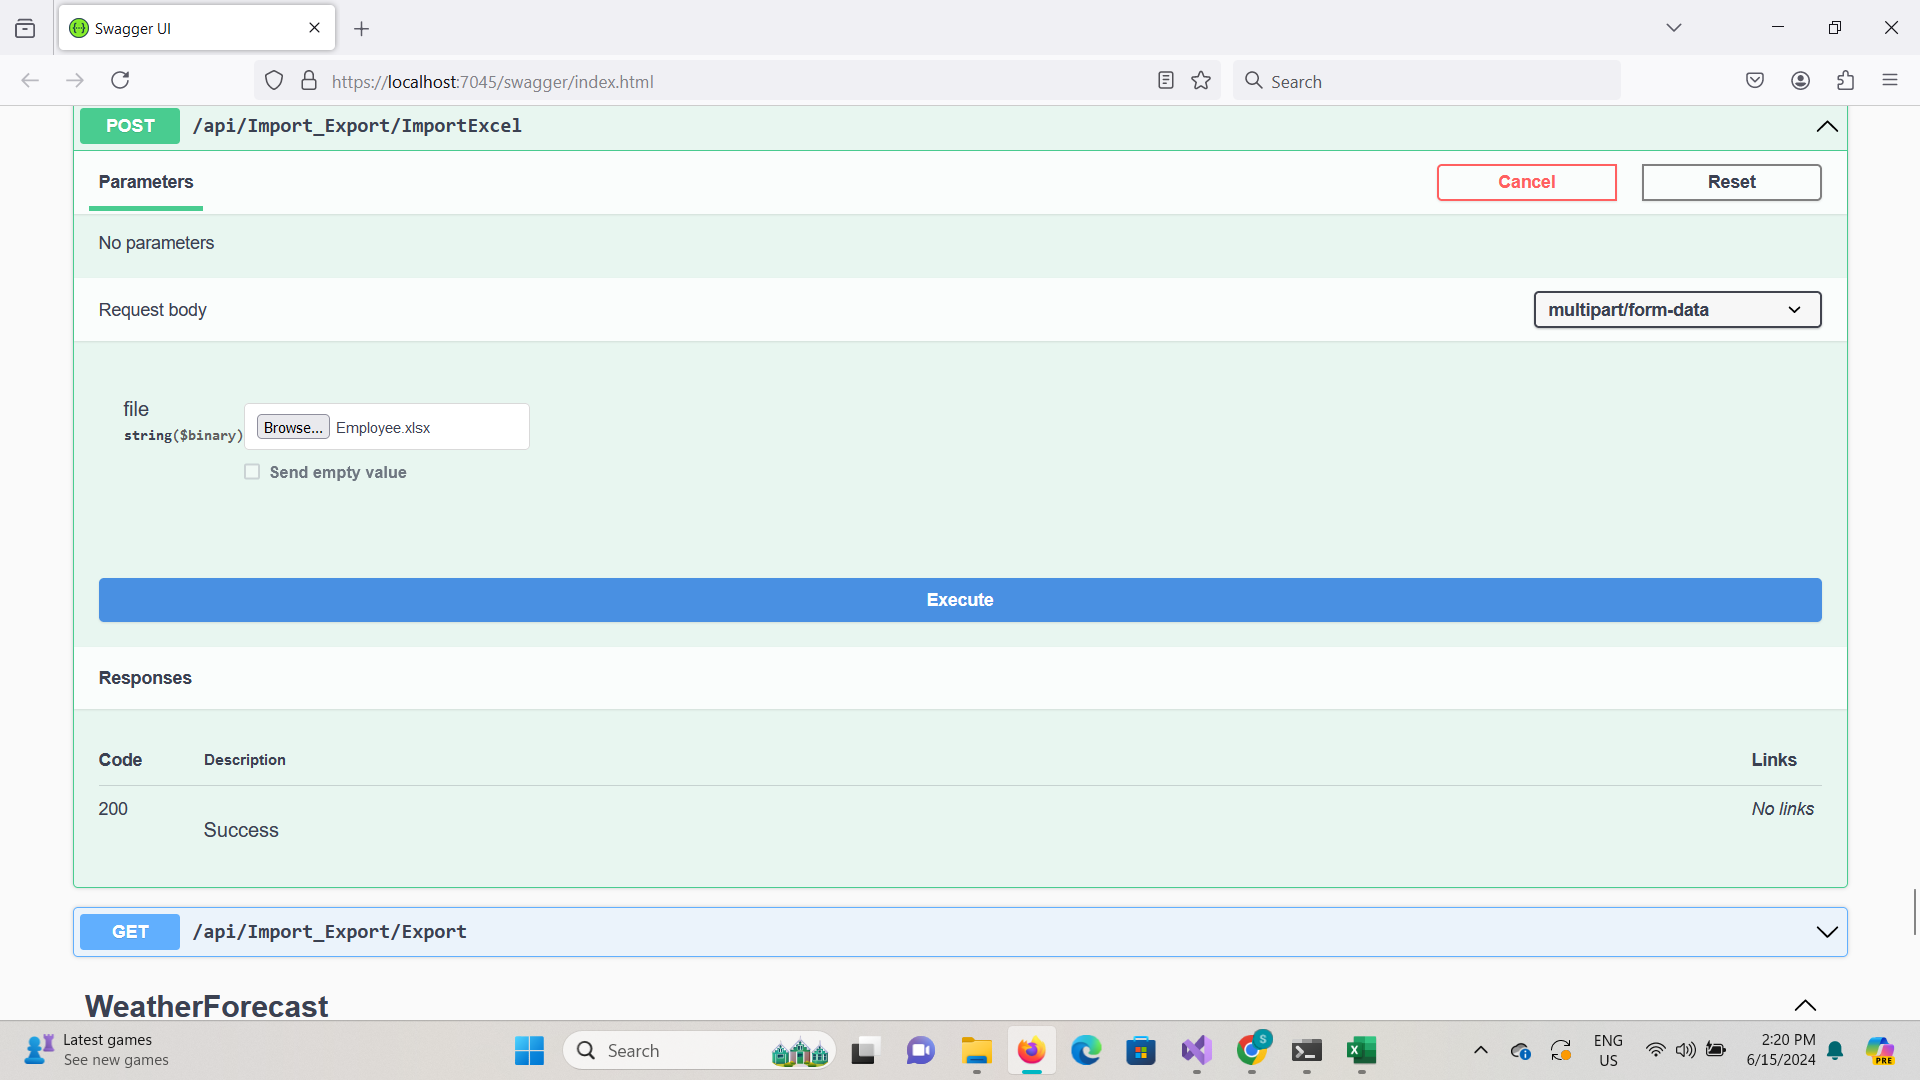 Swagger UI
https://localhost:7045/swagger/index.html
Search
POST /api/Import_Export/ImportExcel
Parameters
Cancel
Reset
No parameters
Request body
multipart/form-data
file
string($binary)
Browse... Employee.xlsx
Send empty value
Execute
Responses
Code Description Links
200 No links
Success
GET /api/Import_Export/Export
WeatherForecast
Latest games
See new games
Search
S
ENG
US
2:20 PM
6/15/2024
PRE